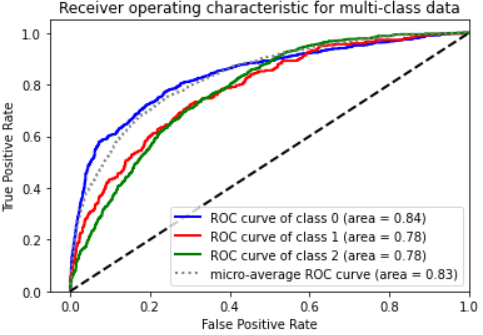 Receiver operating characteristic for multi-class data
True Positive Rate
1.0
0.8
0.6
0.4
0.2
0.0
ROC curve of class 0 (area = 0.84)
ROC curve of class 1 (area = 0.78)
ROC curve of class 2 (area = 0.78)
micro-average ROC curve (area = 0.83)
0.0 0.2 0.4 0.6 0.8 1.0
False Positive Rate